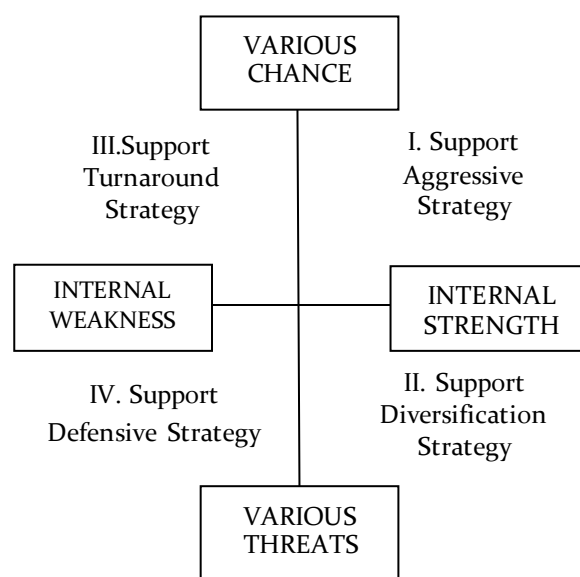 VARIOUS
CHANCE
III.Support
Turnaround
Strategy
I. Support
Aggressive
Strategy
INTERNAL
WEAKNESS
INTERNAL
STRENGTH
IV. Support
Defensive Strategy
II. Support
Diversification
Strategy
VARIOUS
THREATS